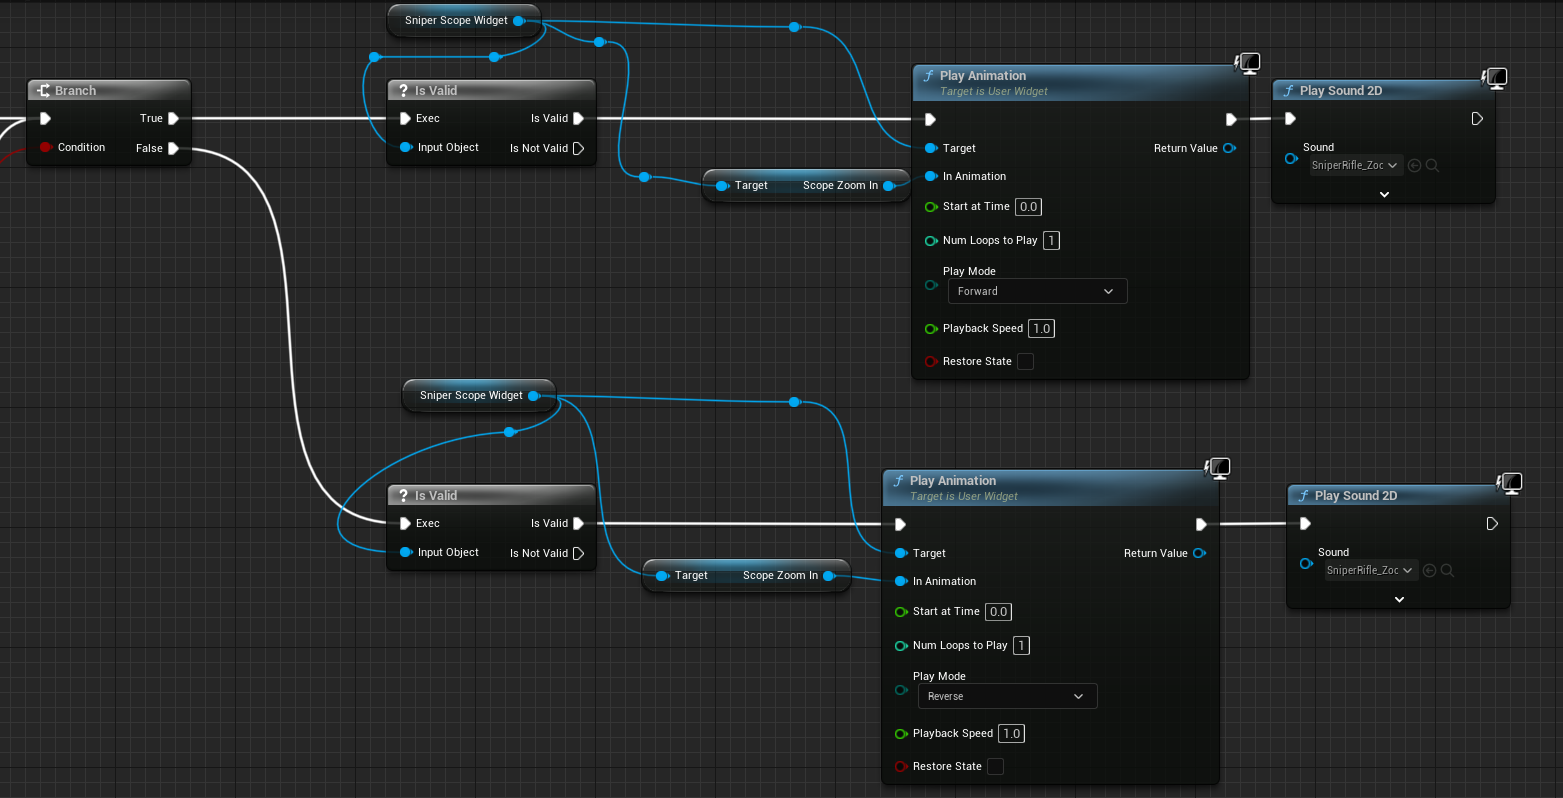 Sniper Scope Widget
Branch
True
Condition
False
? Is Valid
Exec
Is Valid
Input Object
Is Not Valid
Target
Scope Zoom In
f Play Animation
Target is User Widget
Target
Return Value
In Animation
Start at Time 0.0
Num Loops to Play 1
Play Mode
Forward
Playback Speed 1.0
Restore State
f Play Sound 2D
Sound
SniperRifle_Zoc
Sniper Scope Widget
? Is Valid
Exec
Is Valid
Input Object
Is Not Valid
Target
Scope Zoom In
f Play Animation
Target is User Widget
Target
Return Value
In Animation
Start at Time 0.0
Num Loops to Play 1
Play Mode
Reverse
Playback Speed 1.0
Restore State
f Play Sound 2D
Sound
SniperRifle_Zoc